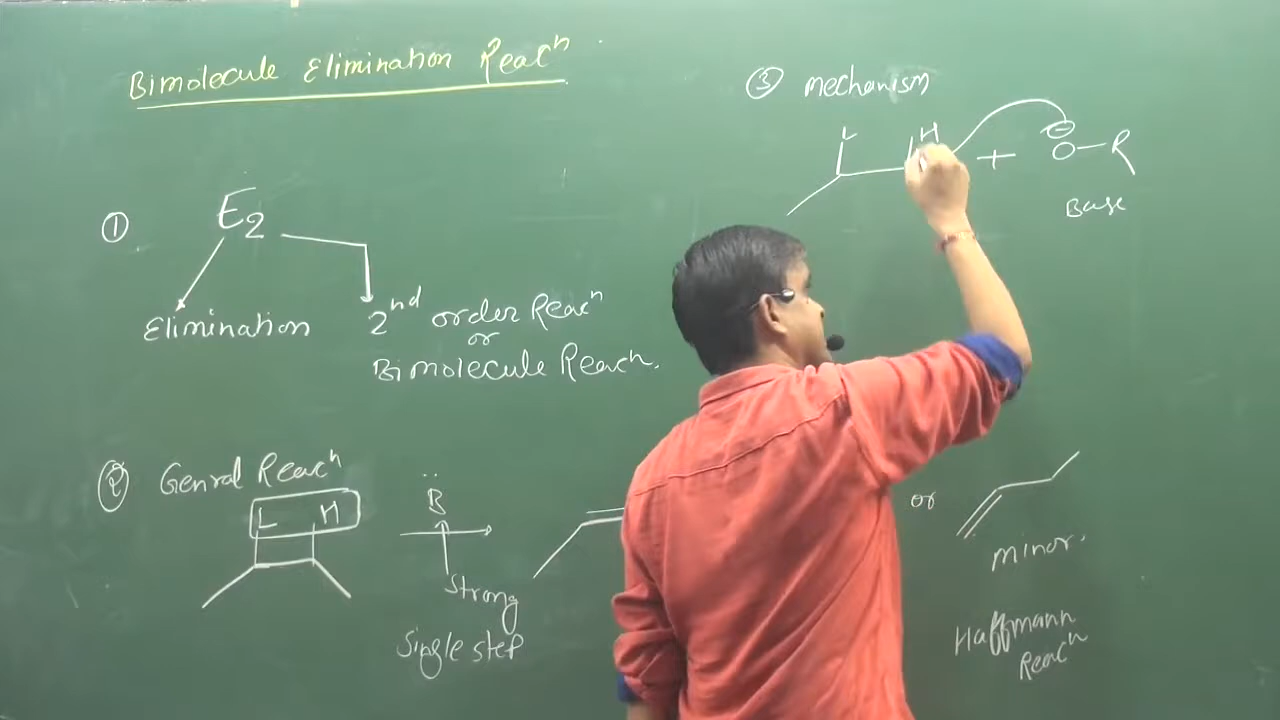 Bimolecule Elimination Reacⁿ
① E2
Elimination
2nd order Reacⁿ
or
Bimolecule Reacⁿ.
② Genral Reacⁿ
L H
B̈
Strong
Single step
or
minor.
Haffmann
Reacⁿ
③ mechanism
L H + ⊖O—R
Base